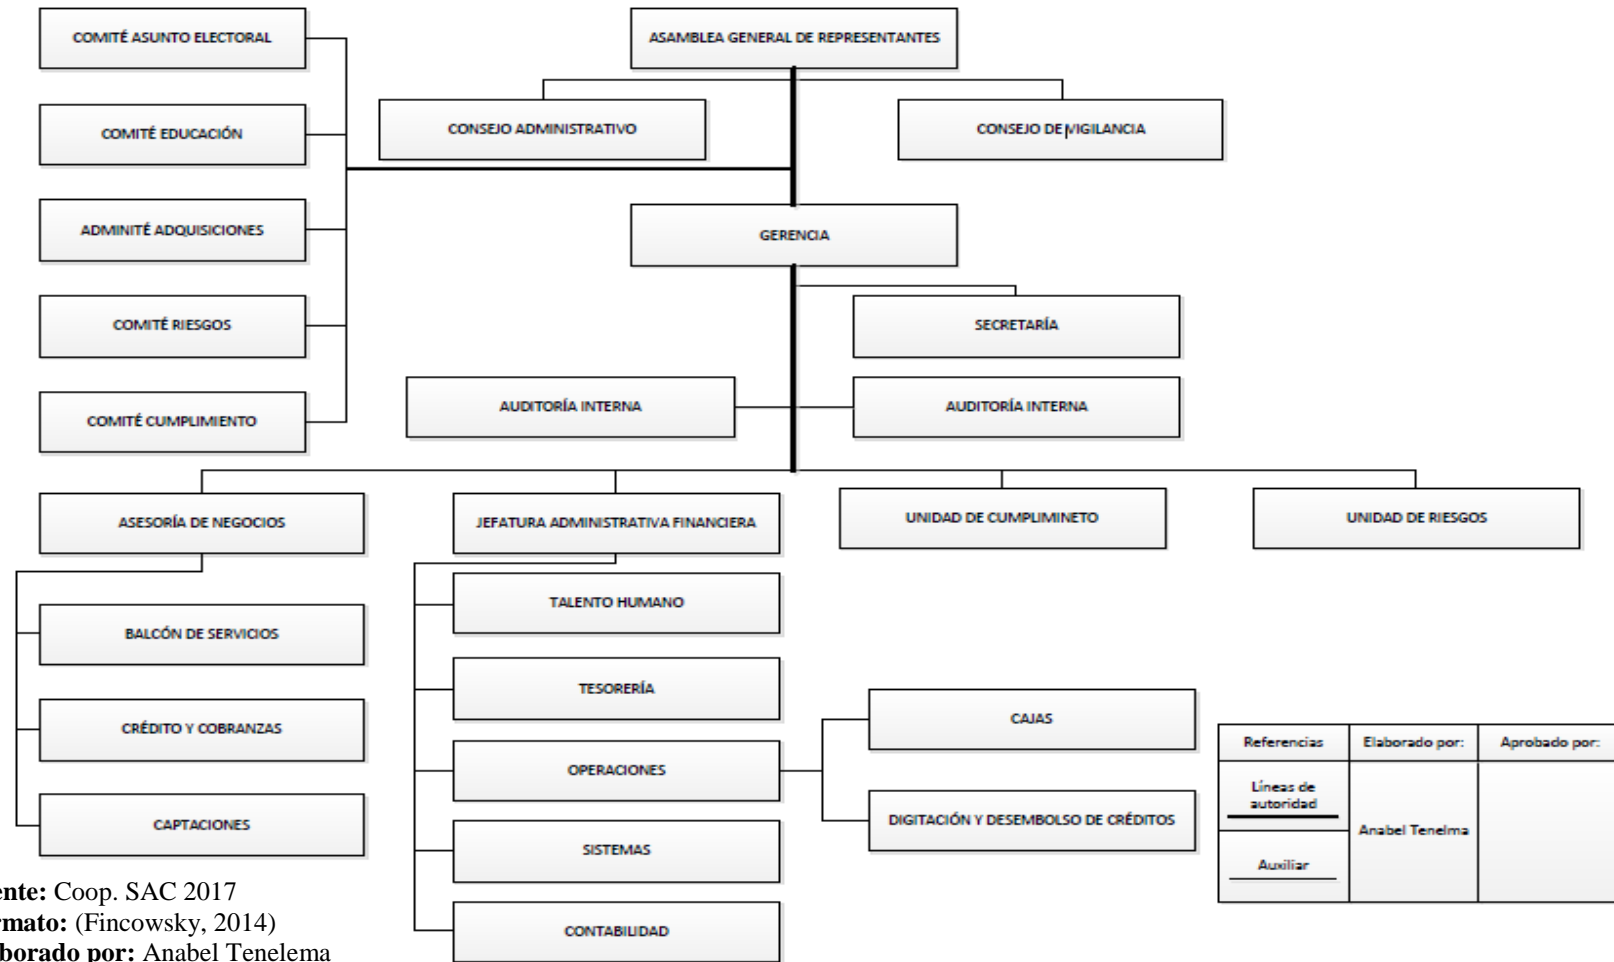 COMITÉ ASUNTO ELECTORAL
ASAMBLEA GENERAL DE REPRESENTANTES
COMITÉ EDUCACIÓN
CONSEJO ADMINISTRATIVO
CONSEJO DE VIGILANCIA
ADMINITÉ ADQUISICIONES
GERENCIA
COMITÉ RIESGOS
SECRETARÍA
COMITÉ CUMPLIMIENTO
AUDITORÍA INTERNA
AUDITORÍA INTERNA
ASESORÍA DE NEGOCIOS
JEFATURA ADMINISTRATIVA FINANCIERA
UNIDAD DE CUMPLIMINETO
UNIDAD DE RIESGOS
BALCÓN DE SERVICIOS
CRÉDITO Y COBRANZAS
CAPTACIONES
TALENTO HUMANO
TESORERÍA
OPERACIONES
SISTEMAS
CONTABILIDAD
CAJAS
DIGITACIÓN Y DESEMBOLSO DE CRÉDITOS
Referencias
Elaborado por:
Aprobado por:
Líneas de
autoridad
Anabel Tenelma
Auxiliar
ente: Coop. SAC 2017
rmato: (Fincowsky, 2014)
borado por: Anabel Tenelema